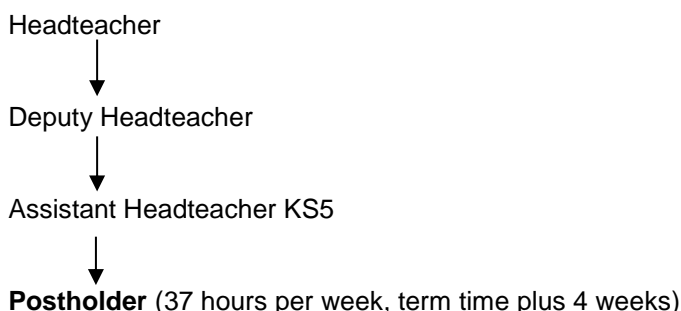 Headteacher
Deputy Headteacher
Assistant Headteacher KS5
Postholder (37 hours per week, term time plus 4 weeks)